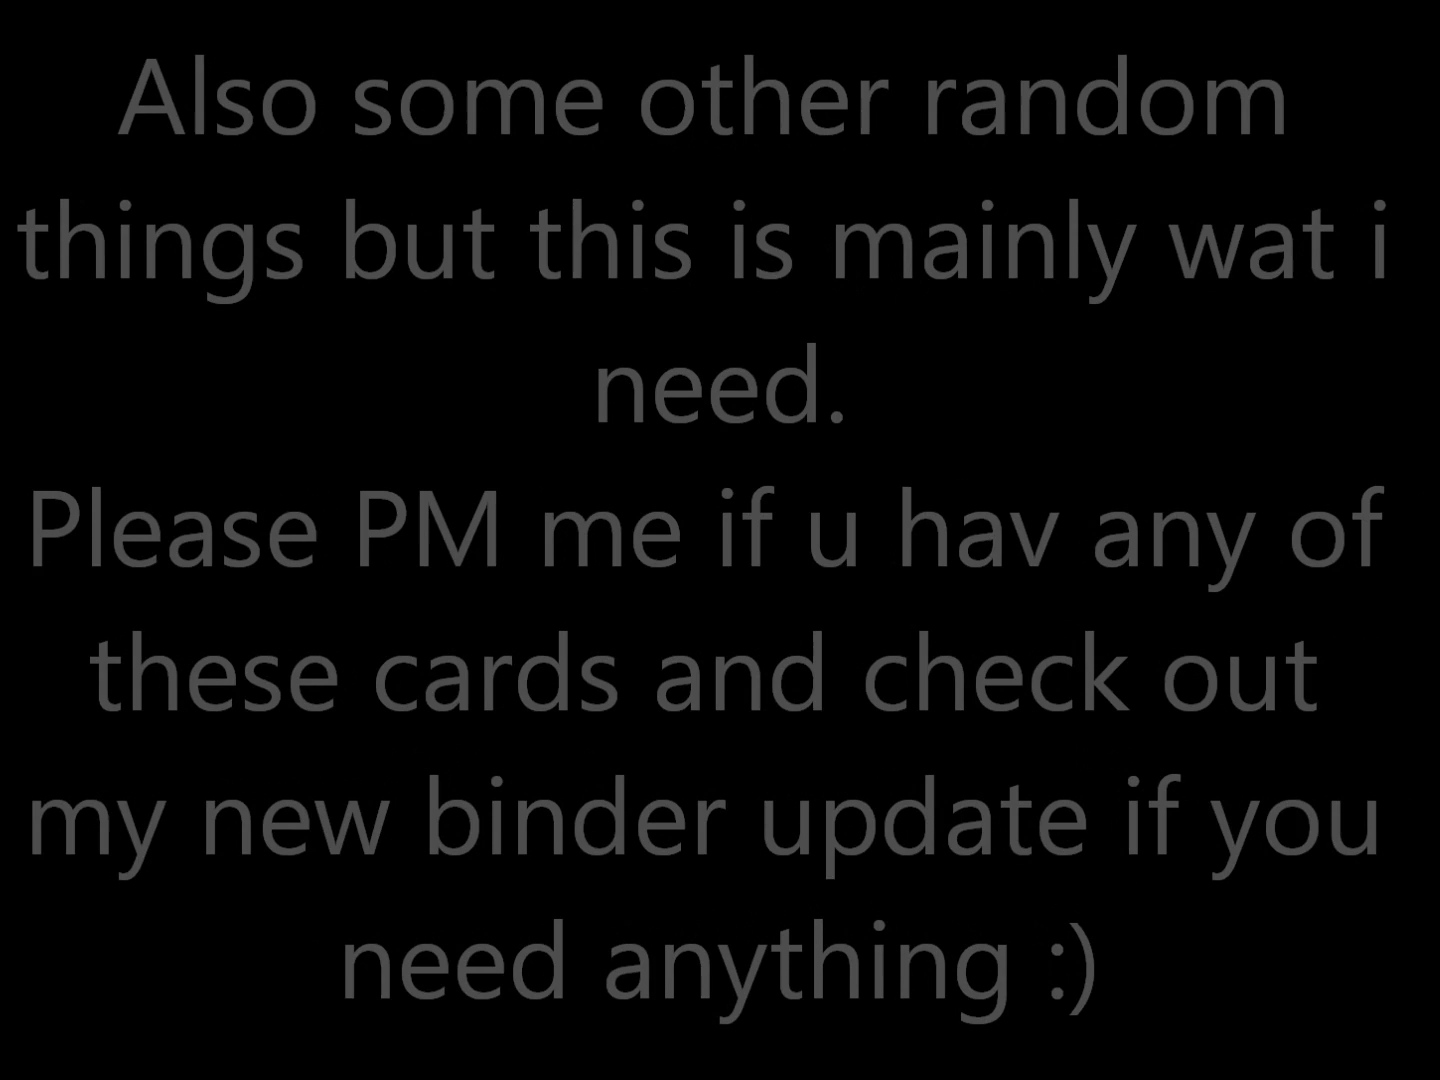 Also some other random
things but this is mainly wat i
need.
Please PM me if u hav any of
these cards and check out
my new binder update if you
need anything :)